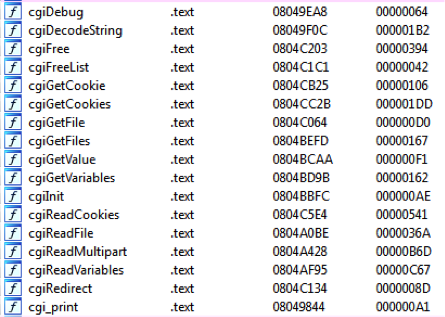 f cgiDebug .text 08049EA8 00000064
f cgiDecodeString .text 08049F0C 000001B2
f cgiFree .text 0804C203 00000394
f cgiFreeList .text 0804C1C1 00000042
f cgiGetCookie .text 0804CB25 00000106
f cgiGetCookies .text 0804CC2B 000001DD
f cgiGetFile .text 0804C064 000000D0
f cgiGetFiles .text 0804BEFD 00000167
f cgiGetValue .text 0804BCAA 000000F1
f cgiGetVariables .text 0804BD9B 00000162
f cgiInit .text 0804BBFC 000000AE
f cgiReadCookies .text 0804C5E4 00000541
f cgiReadFile .text 0804A0BE 0000036A
f cgiReadMultipart .text 0804A428 00000B6D
f cgiReadVariables .text 0804AF95 00000C67
f cgiRedirect .text 0804C134 0000008D
f cgi_print .text 08049844 000000A1